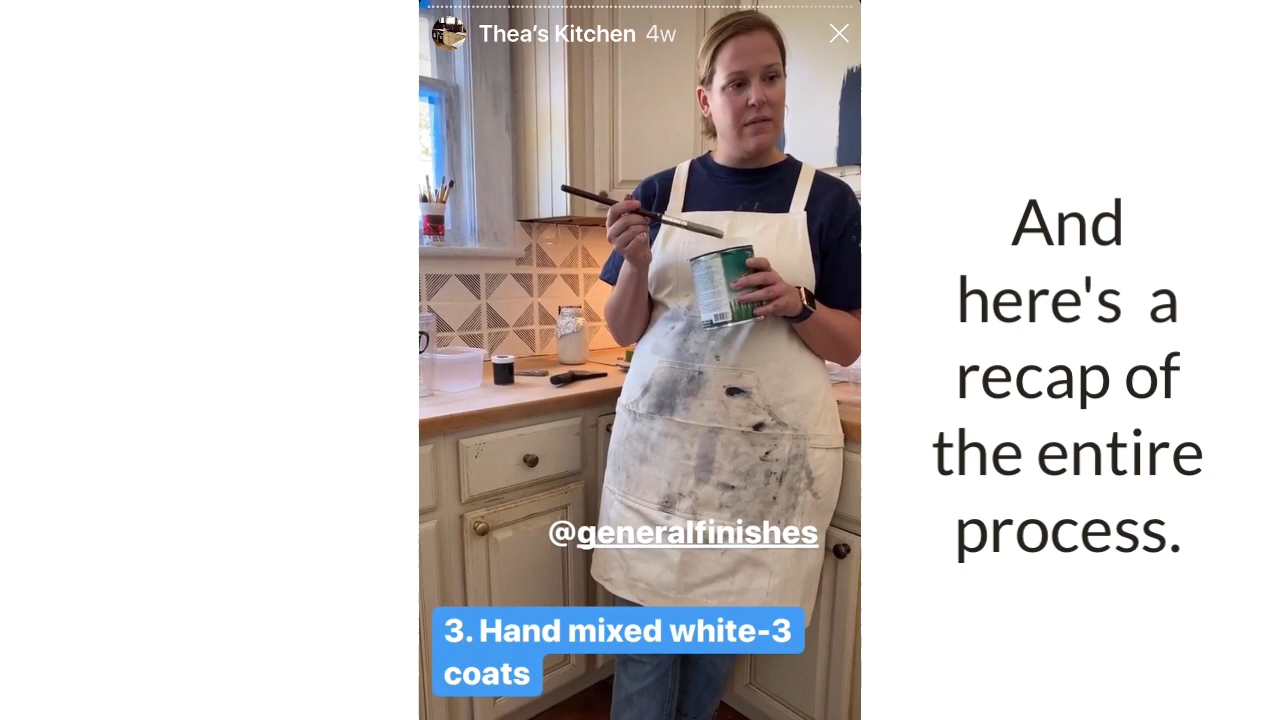 Thea's Kitchen 4w
@generalfinishes
3. Hand mixed white-3
coats
And
here's a
recap of
the entire
process.